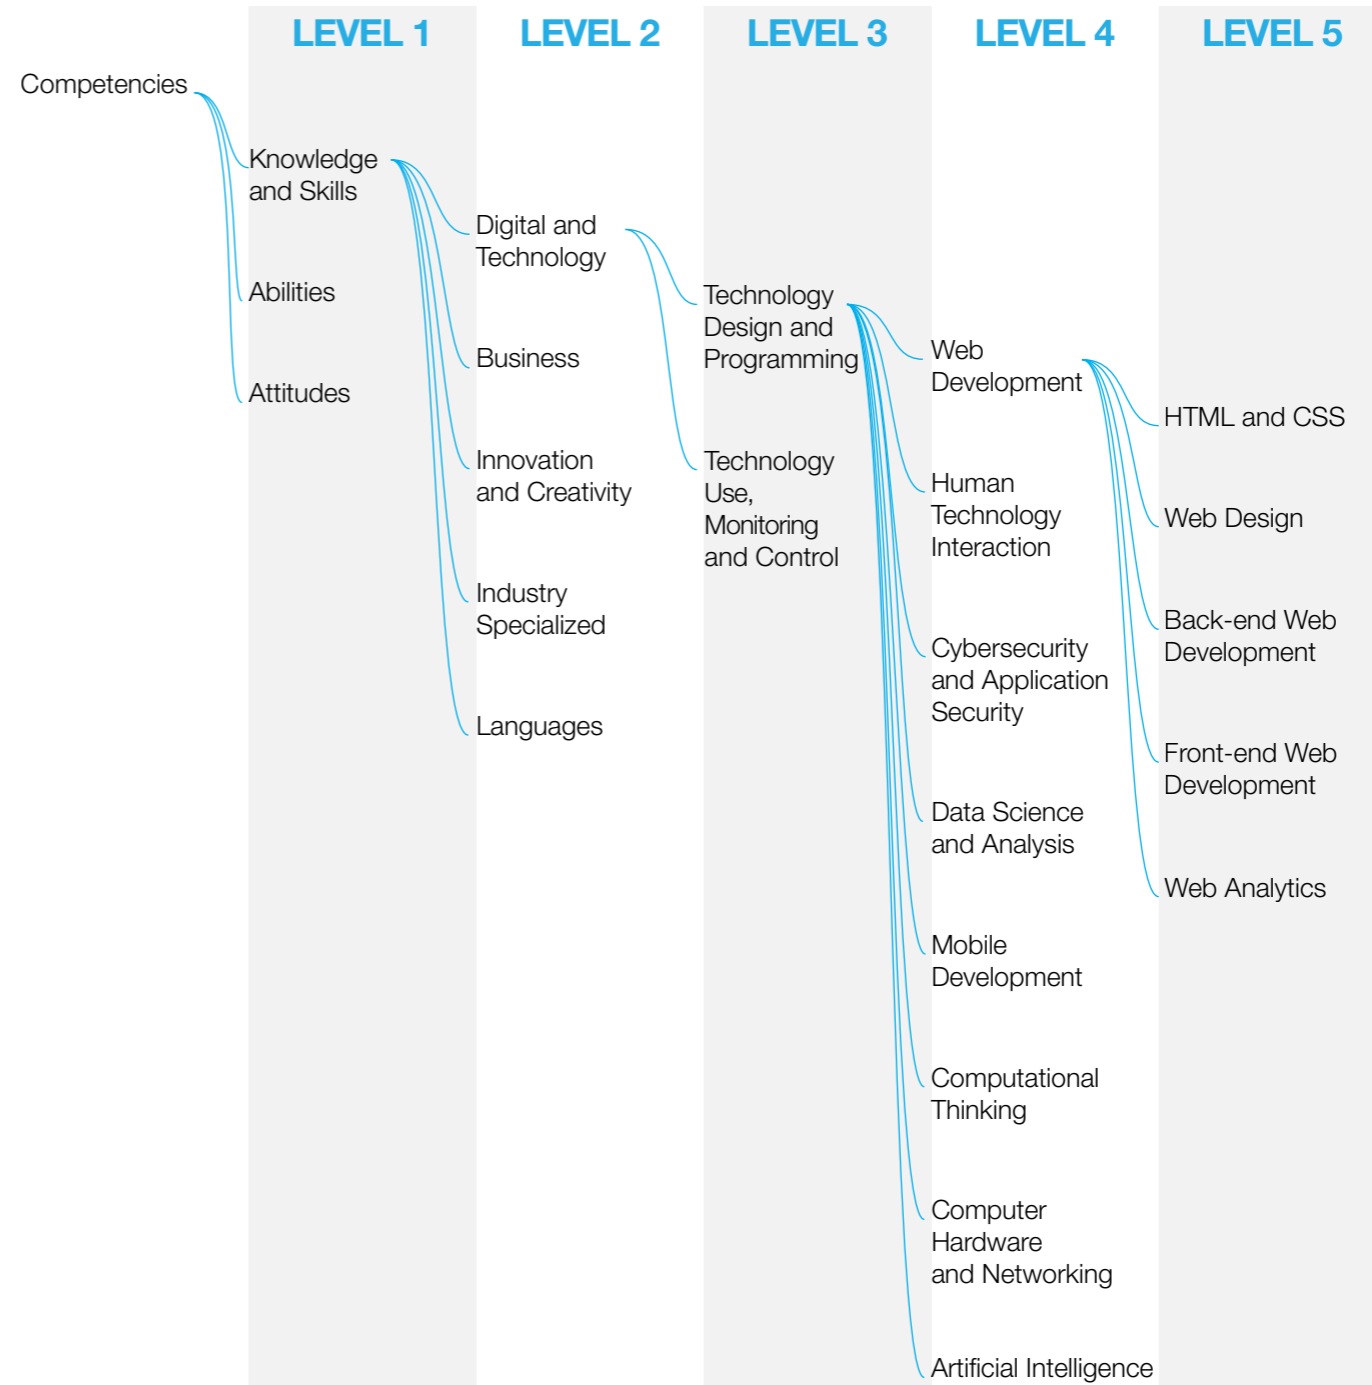 LEVEL 1
LEVEL 2
LEVEL 3
LEVEL 4
LEVEL 5
Competencies
Knowledge
and Skills
Abilities
Attitudes
Digital and
Technology
Business
Innovation
and Creativity
Industry
Specialized
Languages
Technology
Design and
Programming
Technology
Use,
Monitoring
and Control
Web
Development
Human
Technology
Interaction
Cybersecurity
and Application
Security
Data Science
and Analysis
Mobile
Development
Computational
Thinking
Computer
Hardware
and Networking
Artificial Intelligence
HTML and CSS
Web Design
Back-end Web
Development
Front-end Web
Development
Web Analytics